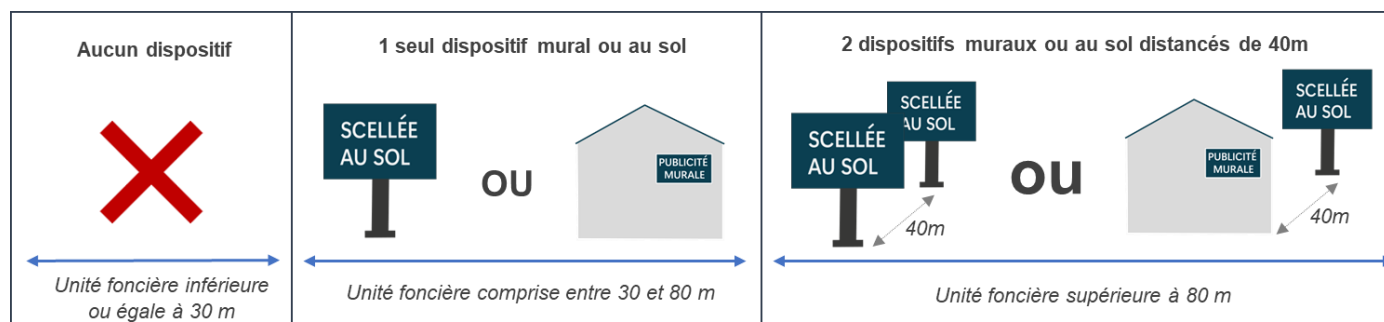 Aucun dispositif
Unité foncière inférieure
ou égale à 30 m
1 seul dispositif mural ou au sol
SCELLÉE
AU SOL
OU
PUBLICITÉ
MURALE
Unité foncière comprise entre 30 et 80 m
2 dispositifs muraux ou au sol distancés de 40m
SCELLÉE
AU SOL
SCELLÉE
AU SOL
40m
ou
PUBLICITÉ
MURALE
SCELLÉE
AU SOL
40m
Unité foncière supérieure à 80 m